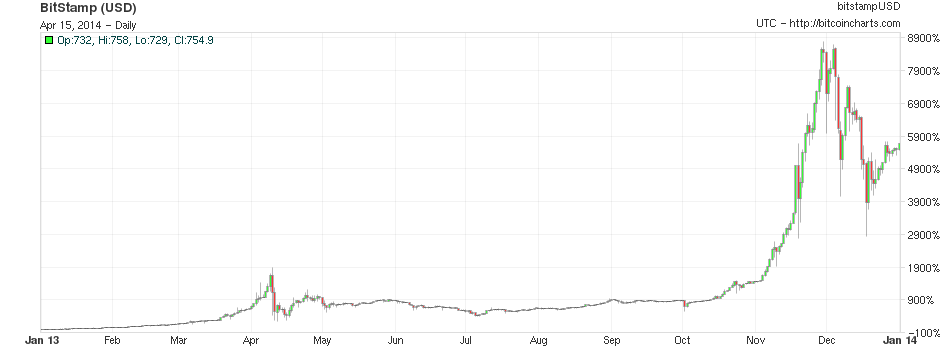 BitStamp (USD)
bitstampUSD
Apr 15, 2014 – Daily
UTC – http://bitcoincharts.com
Op:732, Hi:758, Lo:729, Cl:754.9
8900%
7900%
6900%
5900%
4900%
3900%
2900%
1900%
900%
-100%
Jan 13 Feb Mar Apr May Jun Jul Aug Sep Oct Nov Dec Jan 14